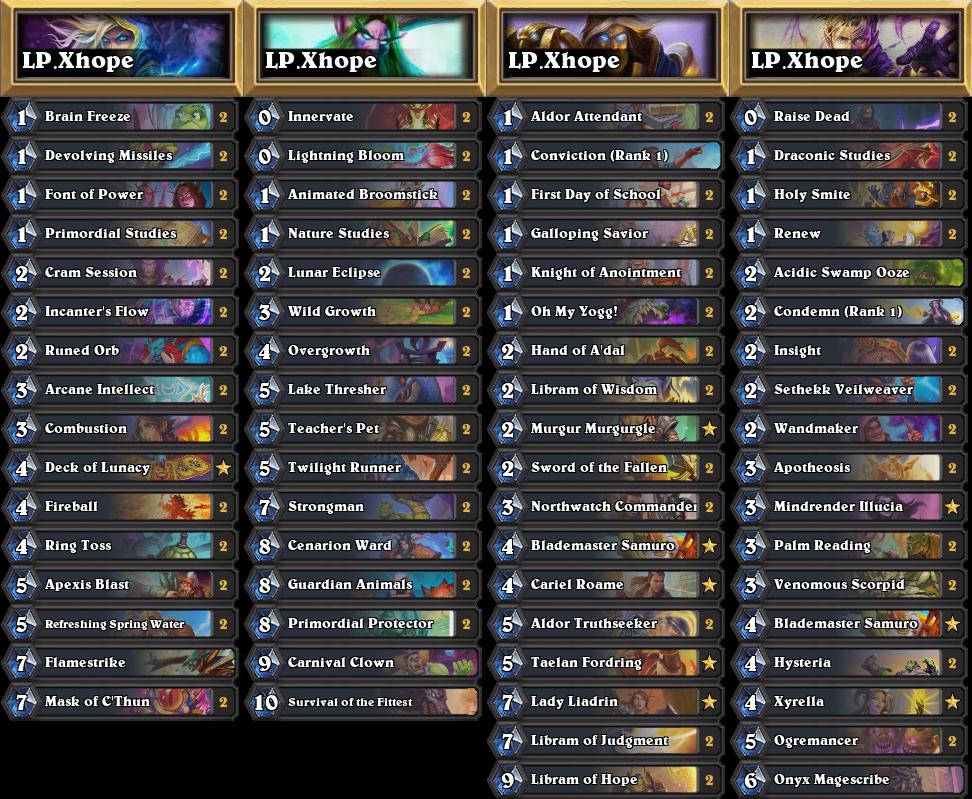 LP.Xhope
1 Brain Freeze 2
1 Devolving Missiles 2
1 Font of Power 2
1 Primordial Studies 2
2 Cram Session 2
2 Incanter's Flow 2
2 Runed Orb 2
3 Arcane Intellect 2
3 Combustion 2
4 Deck of Lunacy
4 Fireball 2
4 Ring Toss 2
5 Apexis Blast 2
5 Refreshing Spring Water 2
7 Flamestrike
7 Mask of C'Thun 2
LP.Xhope
0 Innervate 2
0 Lightning Bloom 2
1 Animated Broomstick 2
1 Nature Studies 2
2 Lunar Eclipse 2
3 Wild Growth 2
4 Overgrowth 2
5 Lake Thresher 2
5 Teacher's Pet 2
5 Twilight Runner 2
7 Strongman 2
8 Cenarion Ward 2
8 Guardian Animals 2
8 Primordial Protector 2
9 Carnival Clown
10 Survival of the Fittest
LP.Xhope
1 Aldor Attendant 2
1 Conviction (Rank 1)
1 First Day of School 2
1 Galloping Savior 2
1 Knight of Anointment 2
1 Oh My Yogg! 2
2 Hand of A'dal 2
2 Libram of Wisdom 2
2 Murgur Murgurgle
2 Sword of the Fallen 2
3 Northwatch Commander 2
4 Blademaster Samuro
4 Cariel Roame
5 Aldor Truthseeker 2
5 Taelan Fordring
7 Lady Liadrin
7 Libram of Judgment 2
9 Libram of Hope 2
LP.Xhope
0 Raise Dead 2
1 Draconic Studies 2
1 Holy Smite 2
1 Renew 2
2 Acidic Swamp Ooze
2 Condemn (Rank 1)
2 Insight 2
2 Sethekk Veilweaver 2
2 Wandmaker 2
3 Apotheosis 2
3 Mindrender Illucia
3 Palm Reading 2
3 Venomous Scorpid 2
4 Blademaster Samuro
4 Hysteria 2
4 Xyrella
5 Ogremancer 2
6 Onyx Magescribe